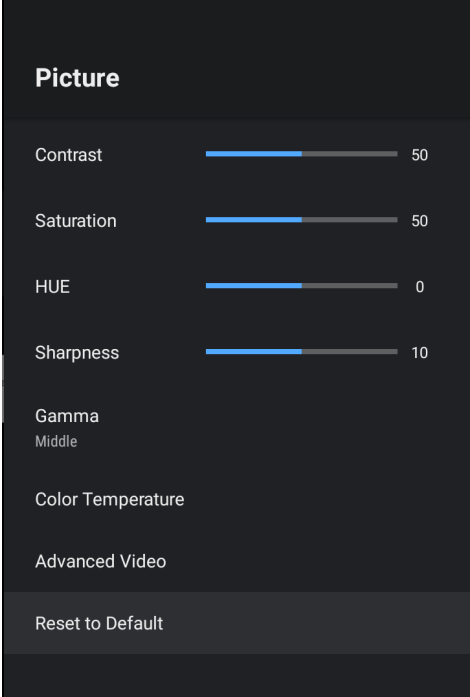 Picture
Contrast 50
Saturation 50
HUE 0
Sharpness 10
Gamma
Middle
Color Temperature
Advanced Video
Reset to Default